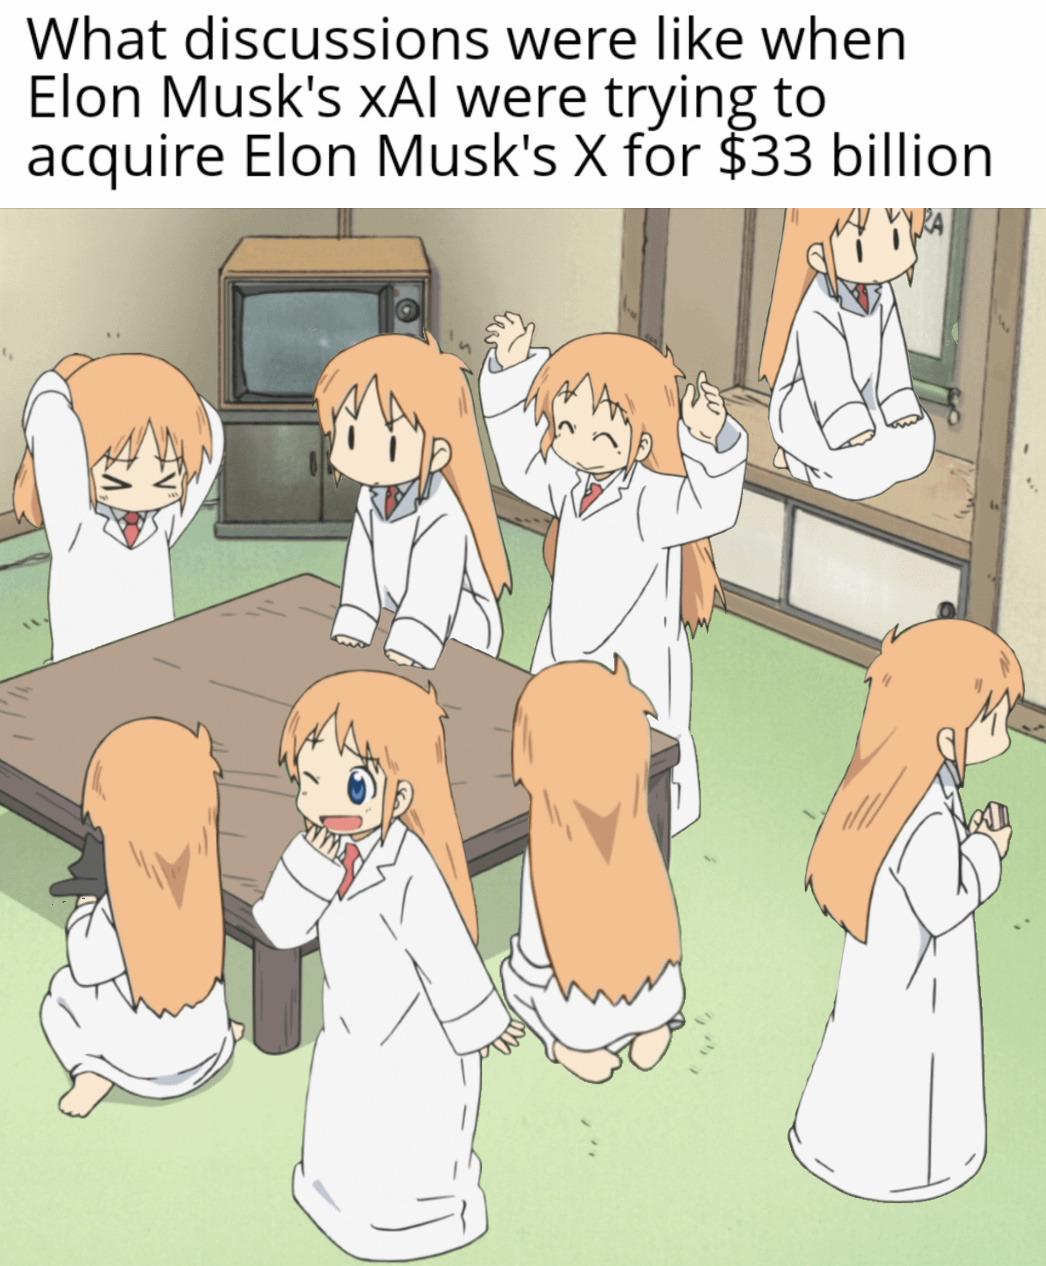 What discussions were like when
Elon Musk's xAI were trying to
acquire Elon Musk's X for $33 billion